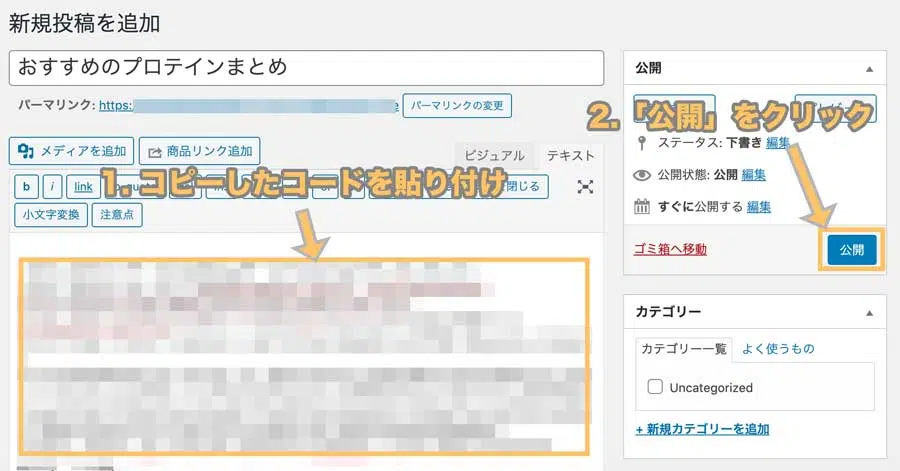 新規投稿を追加
おすすめのプロテインまとめ
パーマリンク: https: パーマリンクの変更
メディアを追加 商品リンク追加
ビジュアル テキスト
1. コピーしたコードを貼り付け
b i link 閉じる
小文字変換 注意点
公開
2.「公開」をクリック
ステータス: 下書き 編集
公開状態: 公開 編集
すぐに公開する 編集
ゴミ箱へ移動 公開
カテゴリー
カテゴリー一覧 よく使うもの
Uncategorized
+ 新規カテゴリーを追加